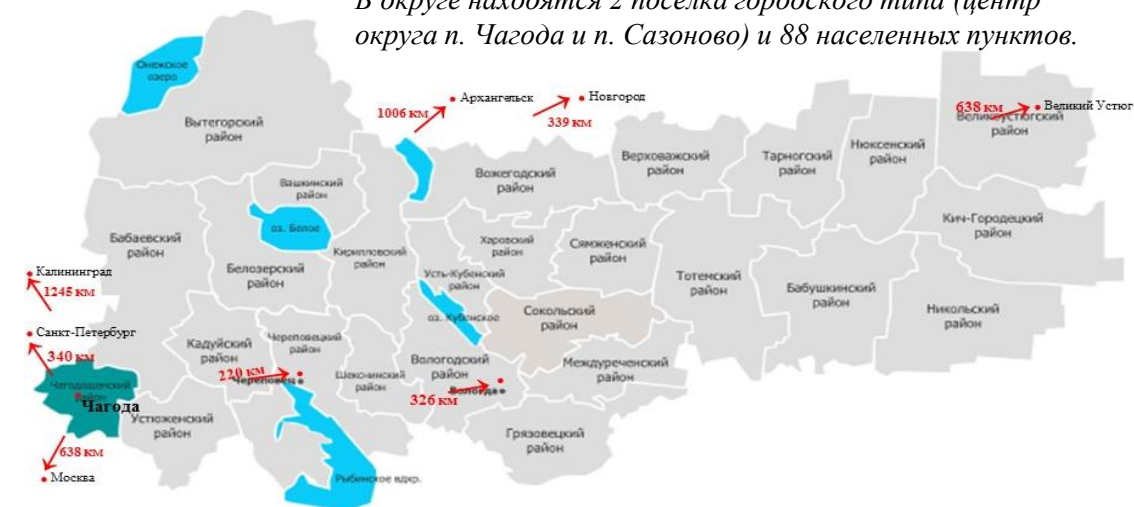 В округе находятся 2 поселка городского типа (центр
округа п. Чагода и п. Сазоново) и 88 населенных пунктов.
Онежское
озеро
Вытегорский
район
1006 км
Архангельск
339 км
Новгород
638 км
Великий Устюг
Великоустюгский
район
Верховажский
район
Тарногский
район
Нюксенский
район
Вожегодский
район
Вашкинский
район
оз. Белое
Кич-Городецкий
район
Бабаевский
район
Белозерский
район
Кирилловский
район
Харовский
район
Сямженский
район
Усть-Кубенский
район
оз. Кубенское
Тотемский
район
Бабушкинский
район
Никольский
район
Калининград
1245 км
Санкт-Петербург
340 км
Сокольский
район
Кадуйский
район
Череповецкий
район
220 км
Череповец
Шекснинский
район
Вологодский
район
326 км
Вологда
Междуреченский
район
Чагодощенский
район
Чагода
Устюженский
район
Грязовецкий
район
638 км
Москва
Рыбинское вдхр.